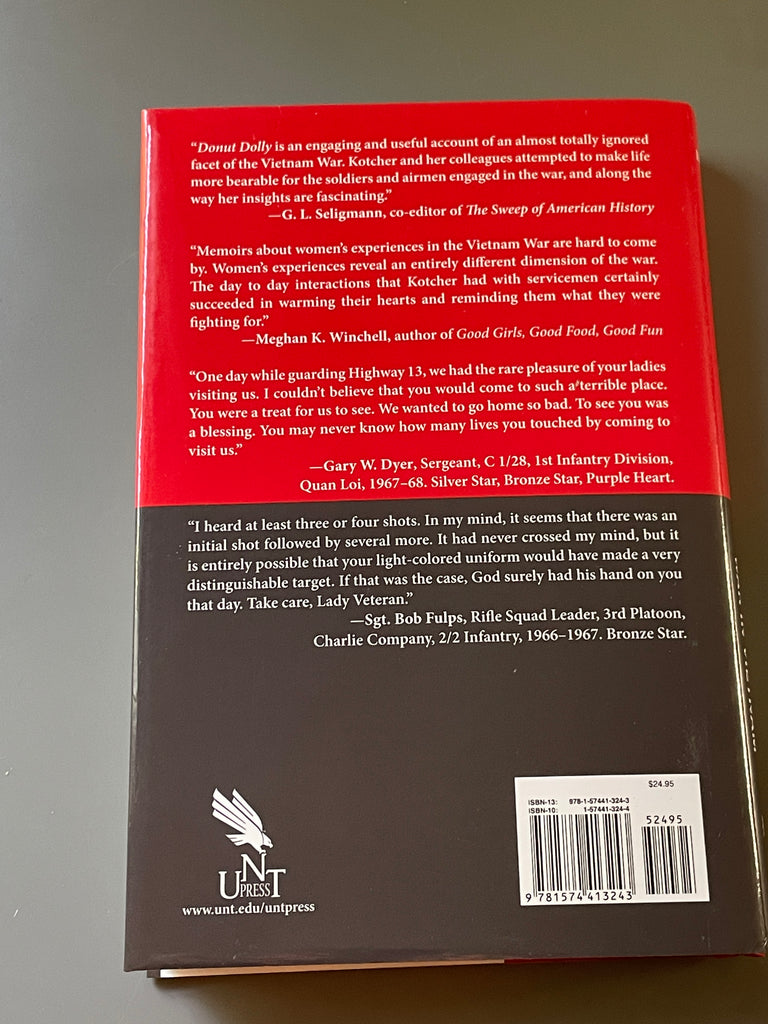 “Donut Dolly is an engaging and useful account of an almost totally ignored
facet of the Vietnam War. Kotcher and her colleagues attempted to make life
more bearable for the soldiers and airmen engaged in the war, and along the
way her insights are fascinating.”
—G. L. Seligmann, co-editor of The Sweep of American History
“Memoirs about women’s experiences in the Vietnam War are hard to come
by. Women’s experiences reveal an entirely different dimension of the war.
The day to day interactions that Kotcher had with servicemen certainly
succeeded in warming their hearts and reminding them what they were
fighting for.”
—Meghan K. Winchell, author of Good Girls, Good Food, Good Fun
“One day while guarding Highway 13, we had the rare pleasure of your ladies
visiting us. I couldn’t believe that you would come to such a terrible place.
You were a treat for us to see. We wanted to go home so bad. To see you was
a blessing. You may never know how many lives you touched by coming to
visit us.”
—Gary W. Dyer, Sergeant, C 1/28, 1st Infantry Division,
Quan Loi, 1967–68. Silver Star, Bronze Star, Purple Heart.
“I heard at least three or four shots. In my mind, it seems that there was an
initial shot followed by several more. It had never crossed my mind, but it
is entirely possible that your light-colored uniform would have made a very
distinguishable target. If that was the case, God surely had his hand on you
that day. Take care, Lady Veteran.”
—Sgt. Bob Fulps, Rifle Squad Leader, 3rd Platoon,
Charlie Company, 2/2 Infantry, 1966–1967. Bronze Star.
UNT
PRESS
www.unt.edu/untpress
$24.95
ISBN-13: 978-1-57441-324-3
ISBN-10: 1-57441-324-4
52495
9 781574 413243